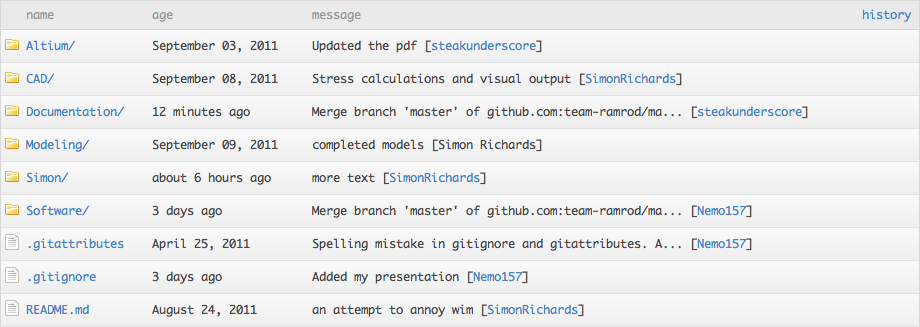 name age message history
Altium/ September 03, 2011 Updated the pdf [steakunderscore]
CAD/ September 08, 2011 Stress calculations and visual output [SimonRichards]
Documentation/ 12 minutes ago Merge branch 'master' of github.com:team-ramrod/ma... [steakunderscore]
Modeling/ September 09, 2011 completed models [Simon Richards]
Simon/ about 6 hours ago more text [SimonRichards]
Software/ 3 days ago Merge branch 'master' of github.com:team-ramrod/ma... [Nemo157]
.gitattributes April 25, 2011 Spelling mistake in gitignore and gitattributes. A... [Nemo157]
.gitignore 3 days ago Added my presentation [Nemo157]
README.md August 24, 2011 an attempt to annoy wim [SimonRichards]